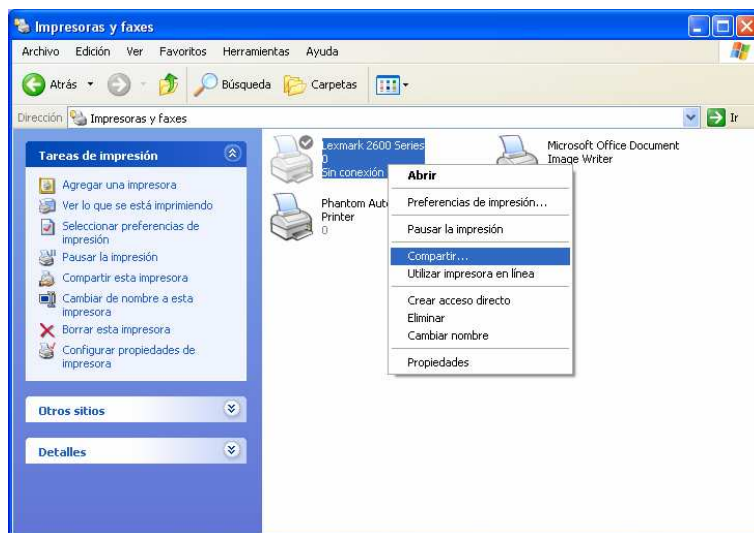 Impresoras y faxes
Archivo Edición Ver Favoritos Herramientas Ayuda
Atrás Búsqueda Carpetas
Dirección Impresoras y faxes Ir
Tareas de impresión
Agregar una impresora
Ver lo que se está imprimiendo
Seleccionar preferencias de
impresión
Pausar la impresión
Compartir esta impresora
Cambiar de nombre a esta
impresora
Borrar esta impresora
Configurar propiedades de
impresora
Otros sitios
Detalles
Lexmark 2600 Series
0
Sin conexión
Microsoft Office Document
Image Writer
Phantom
Printer
0
Abrir
Preferencias de impresión...
Pausar la impresión
Compartir...
Utilizar impresora en línea
Crear acceso directo
Eliminar
Cambiar nombre
Propiedades